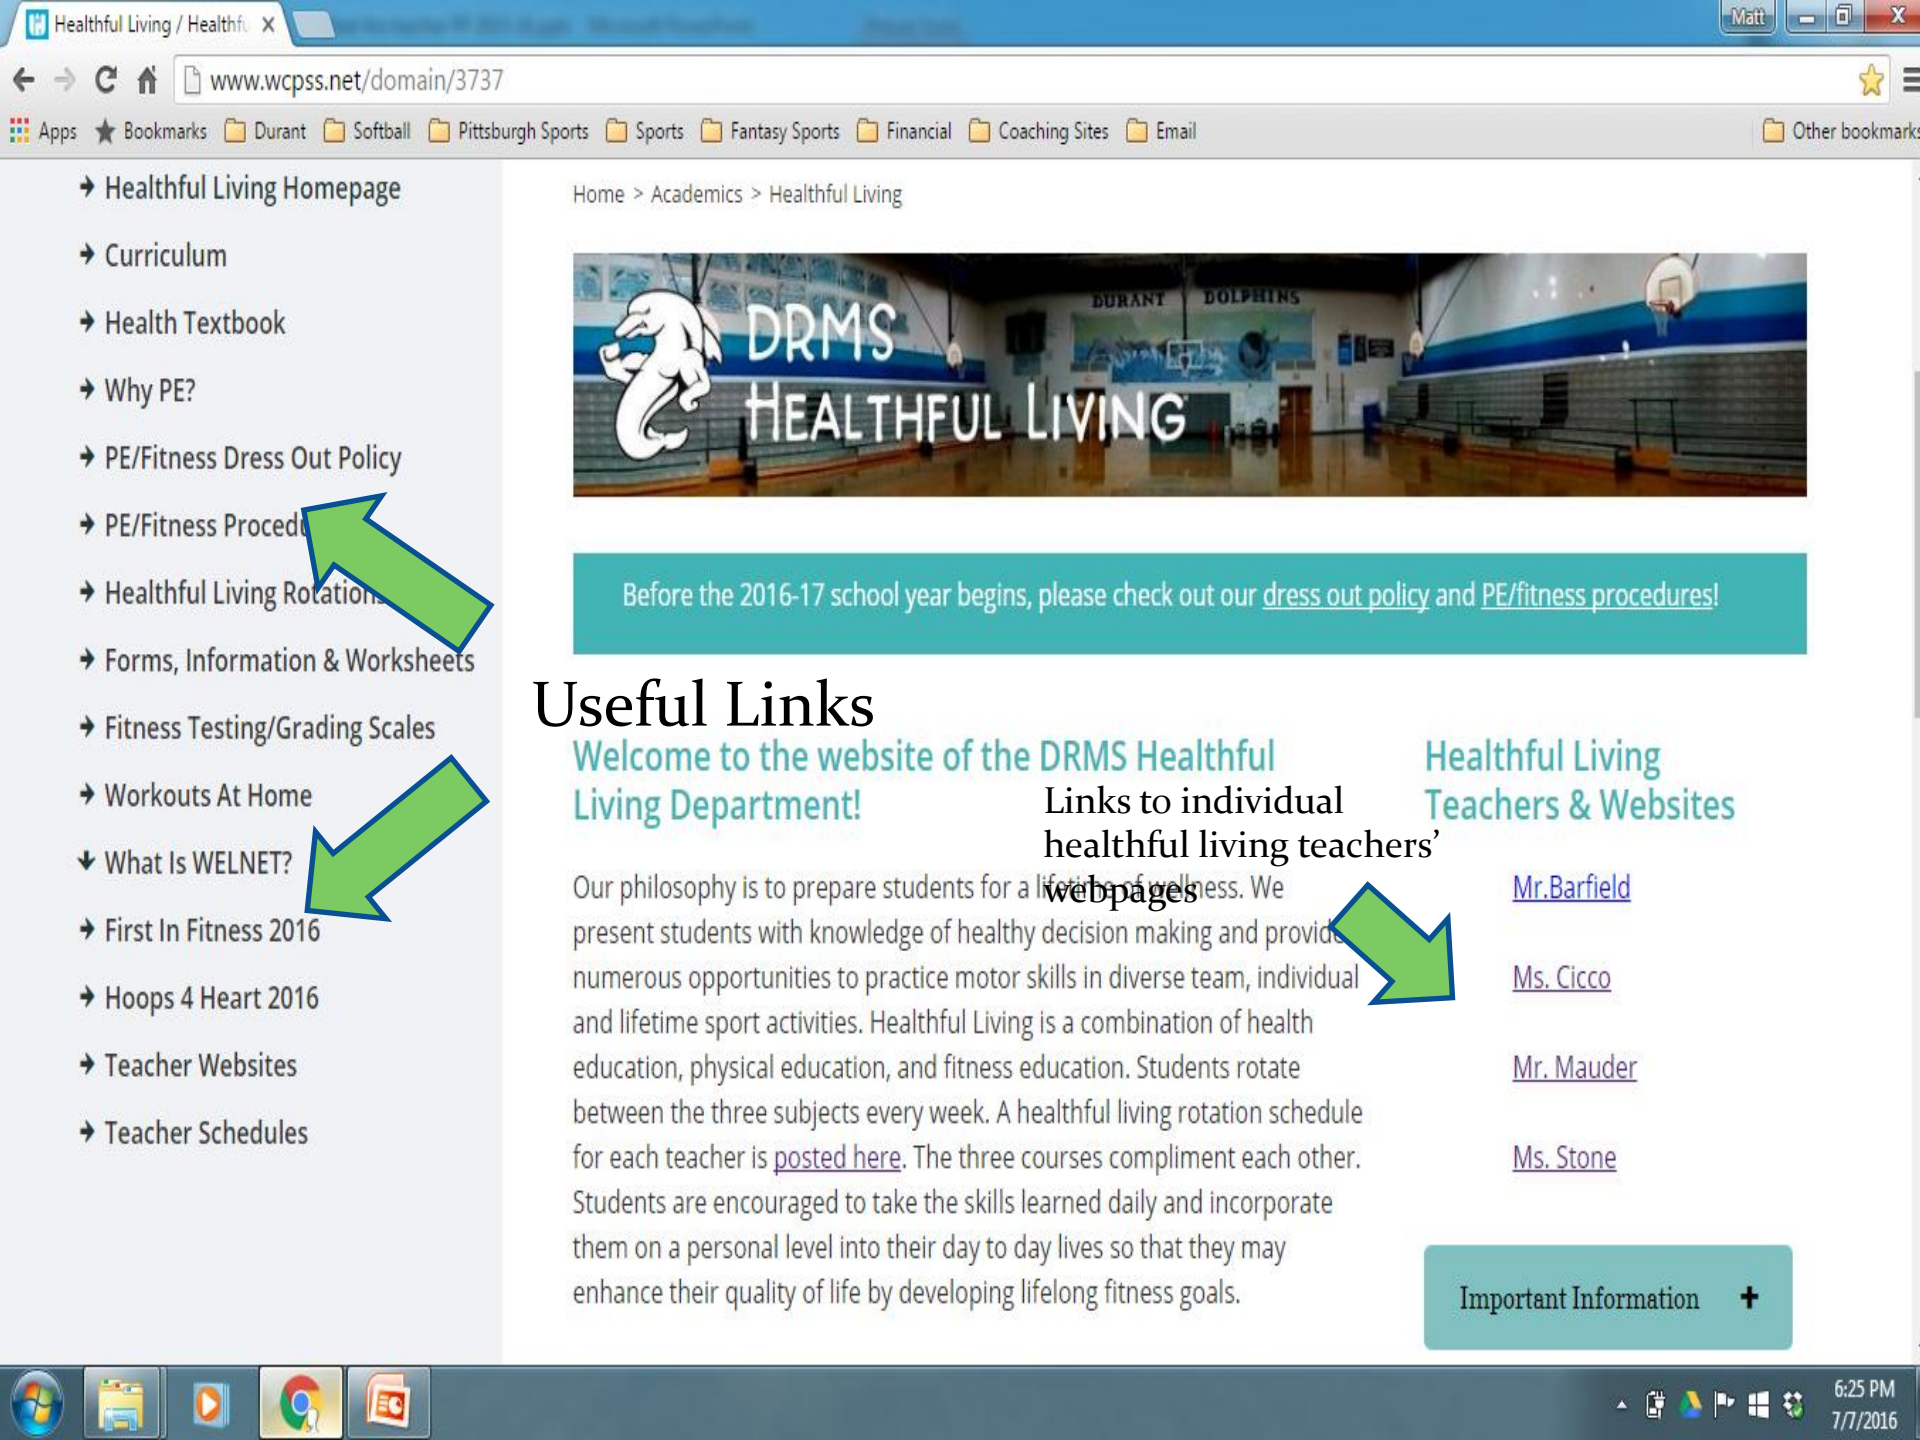 Healthful Living / Healthfu
Matt
www.wcpss.net/domain/3737
Apps Bookmarks Durant Softball Pittsburgh Sports Sports Fantasy Sports Financial Coaching Sites Email Other bookmarks
Healthful Living Homepage
Curriculum
Health Textbook
Why PE?
PE/Fitness Dress Out Policy
PE/Fitness Procedu
Healthful Living Rotations
Forms, Information & Worksheets
Fitness Testing/Grading Scales
Workouts At Home
What Is WELNET?
First In Fitness 2016
Hoops 4 Heart 2016
Teacher Websites
Teacher Schedules
Home > Academics > Healthful Living
DURANT DOLPHINS
DRMS
HEALTHFUL LIVING
Before the 2016-17 school year begins, please check out our dress out policy and PE/fitness procedures!
Useful Links
Welcome to the website of the DRMS Healthful
Living Department!
Links to individual
healthful living teachers'
webpages
Our philosophy is to prepare students for a lifetime of wellness. We
present students with knowledge of healthy decision making and provide
numerous opportunities to practice motor skills in diverse team, individual
and lifetime sport activities. Healthful Living is a combination of health
education, physical education, and fitness education. Students rotate
between the three subjects every week. A healthful living rotation schedule
for each teacher is posted here. The three courses compliment each other.
Students are encouraged to take the skills learned daily and incorporate
them on a personal level into their day to day lives so that they may
enhance their quality of life by developing lifelong fitness goals.
Healthful Living
Teachers & Websites
Mr.Barfield
Ms. Cicco
Mr. Mauder
Ms. Stone
Important Information +
6:25 PM
7/7/2016